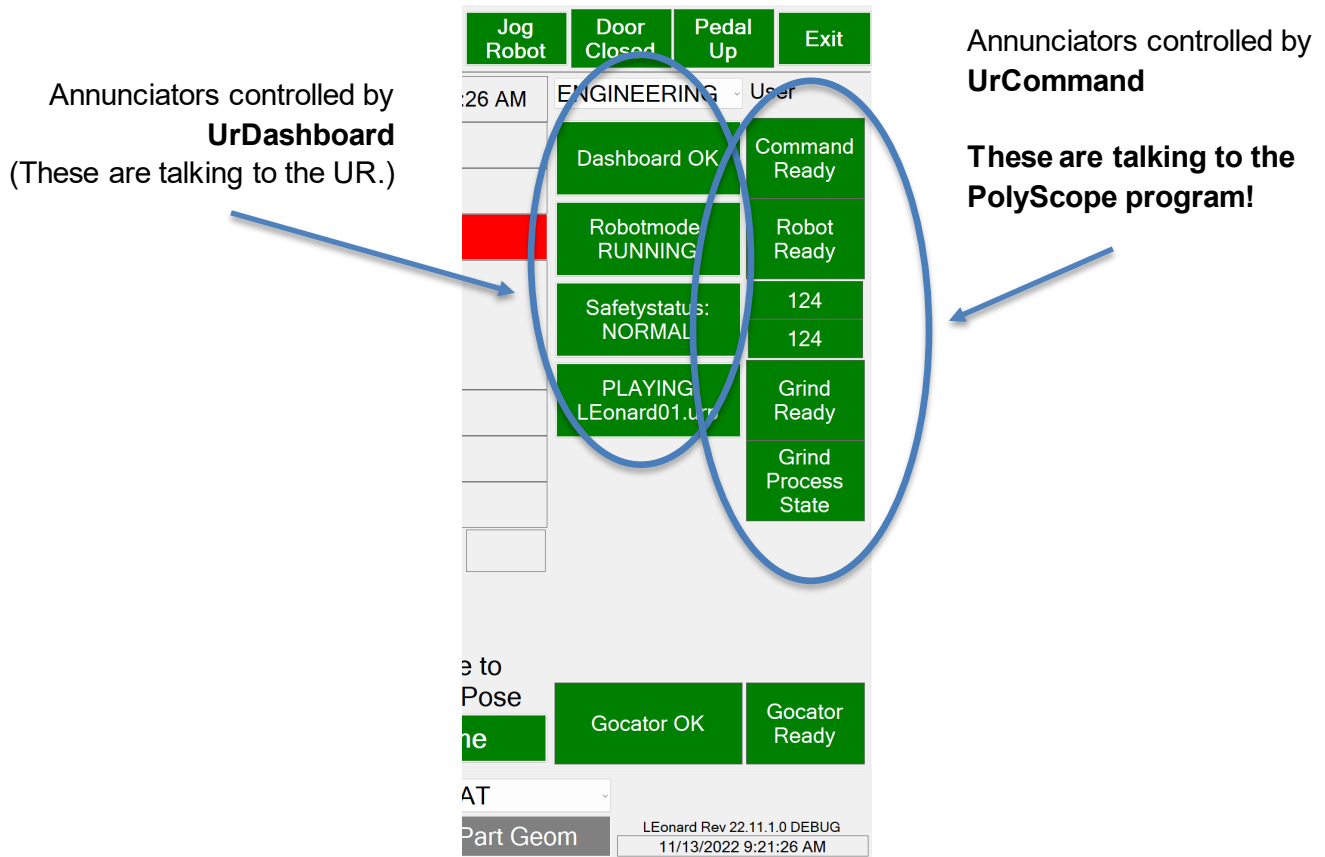 Annunciators controlled by
UrDashboard
(These are talking to the UR.)
Jog
Robot
Door
Closed
Pedal
Up
Exit
:26 AM
ENGINEERING
User
Dashboard OK
Command
Ready
Robotmode
RUNNING
Robot
Ready
Safetystatus:
NORMAL
124
124
PLAYING
LEonard01.urp
Grind
Ready
Grind
Process
State
e to
Pose
me
Gocator OK
Gocator
Ready
AT
Part Geom
LEonard Rev 22.11.1.0 DEBUG
11/13/2022 9:21:26 AM
Annunciators controlled by
UrCommand
These are talking to the
PolyScope program!